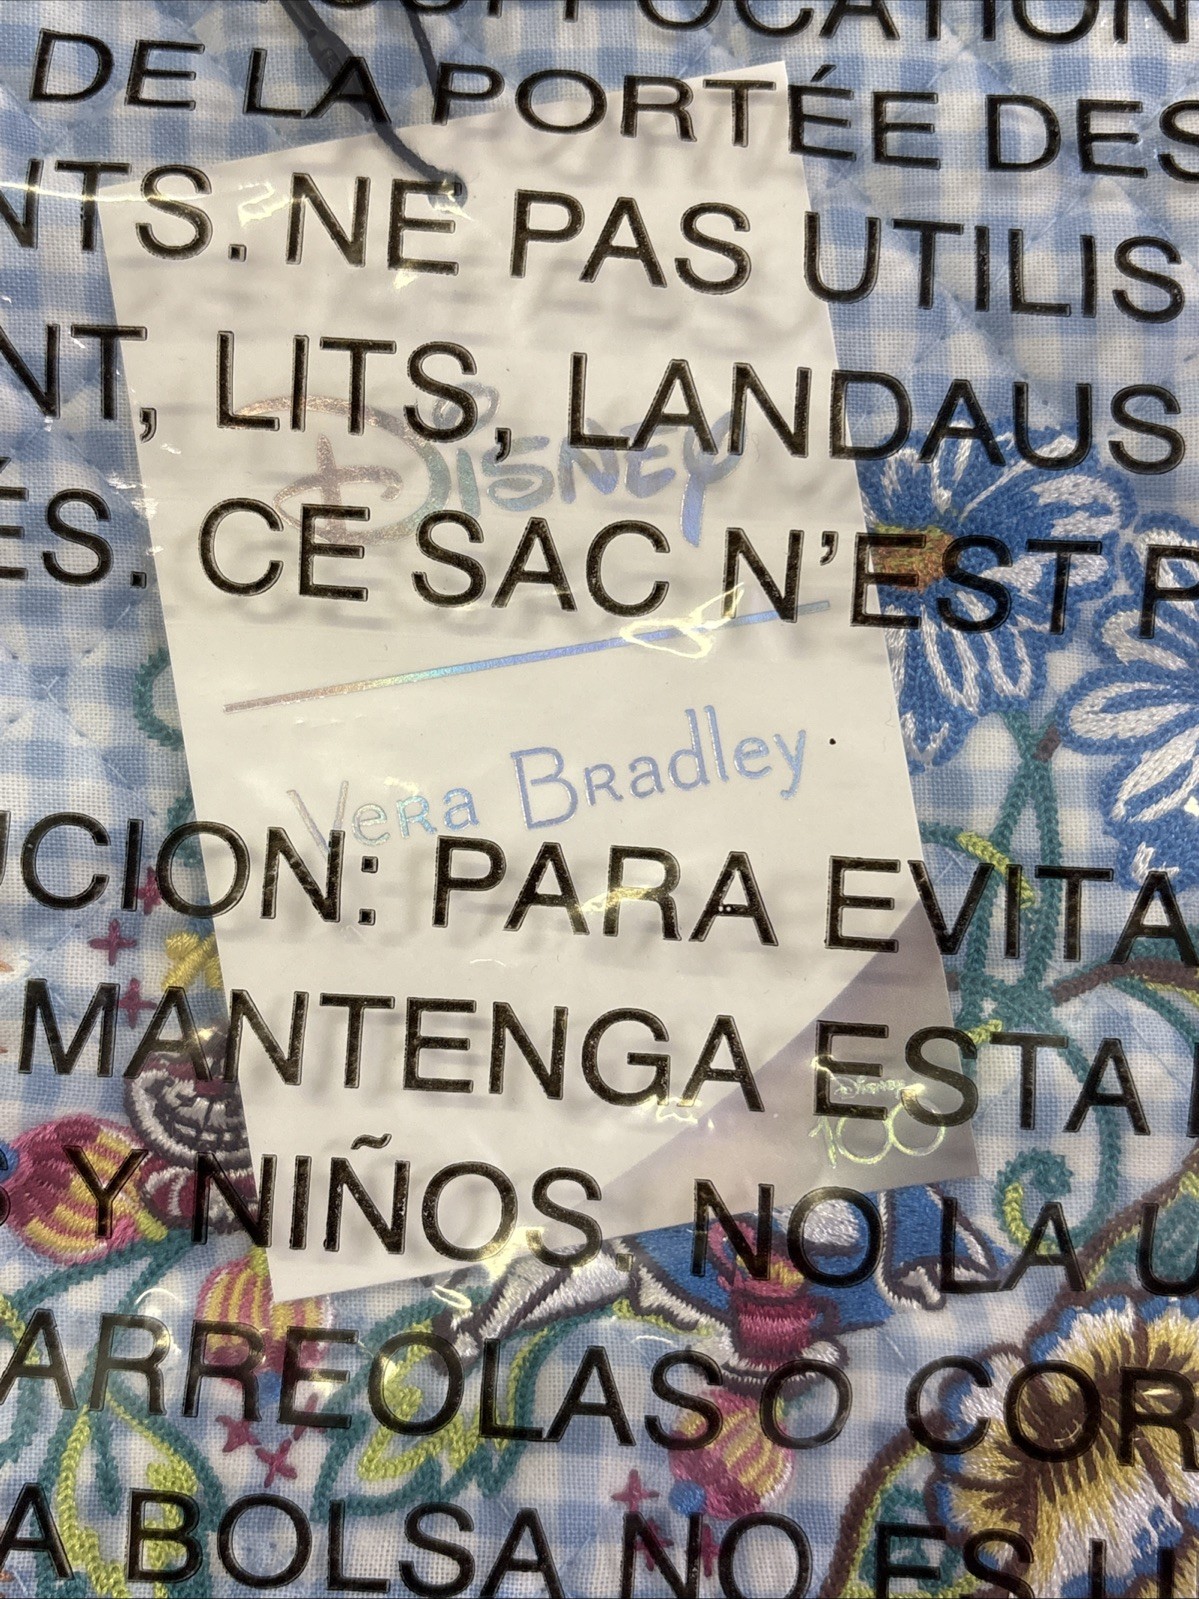 SUFFOCATION
DE LA PORTÉE DES
NTS. NE PAS UTILIS
NT, LITS, LANDAUS
ÉS. CE SAC N'EST P
Disney
Vera Bradley
UCION: PARA EVITA
MANTENGA ESTA
Disney
100
S Y NIÑOS. NO LA U
ARREOLAS O COR
A BOLSA NO ES U